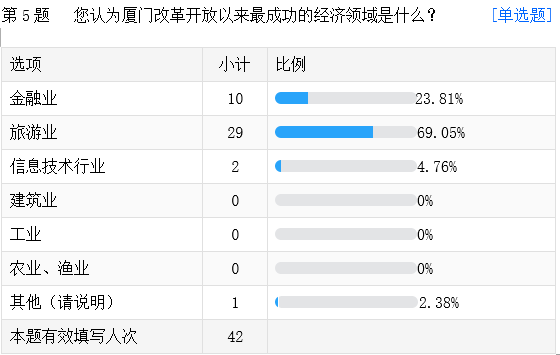 第 5 题 您认为厦门改革开放以来最成功的经济领域是什么? [单选题]
选项 小计 比例
金融业 10 23.81%
旅游业 29 69.05%
信息技术行业 2 4.76%
建筑业 0 0%
工业 0 0%
农业、渔业 0 0%
其他（请说明） 1 2.38%
本题有效填写人次 42